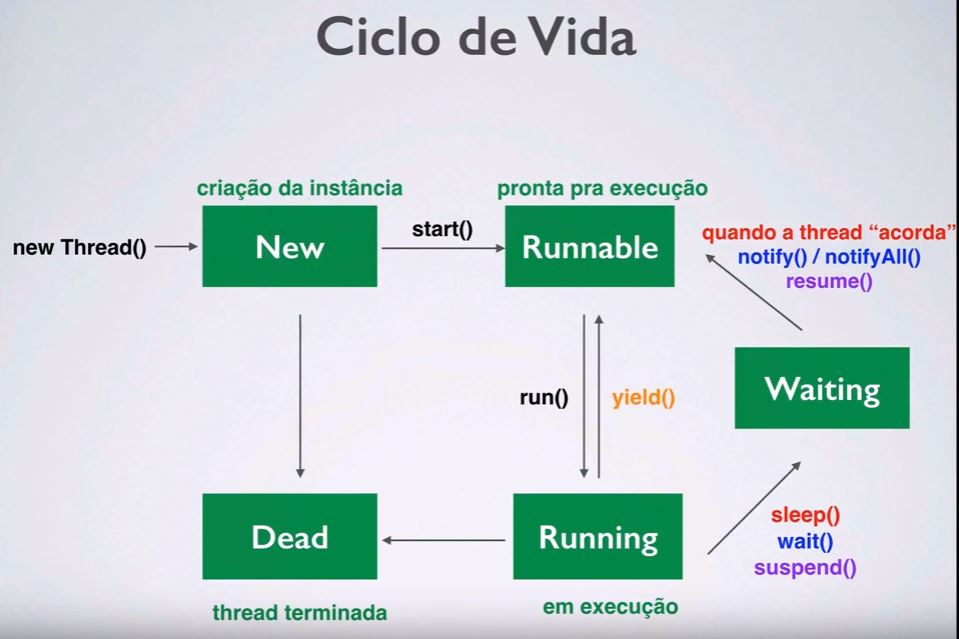 Ciclo de Vida
criação da instância
pronta pra execução
new Thread()
New
start()
Runnable
quando a thread “acorda”
notify() / notifyAll()
resume()
run()
yield()
Waiting
Dead
Running
sleep()
wait()
suspend()
thread terminada
em execução